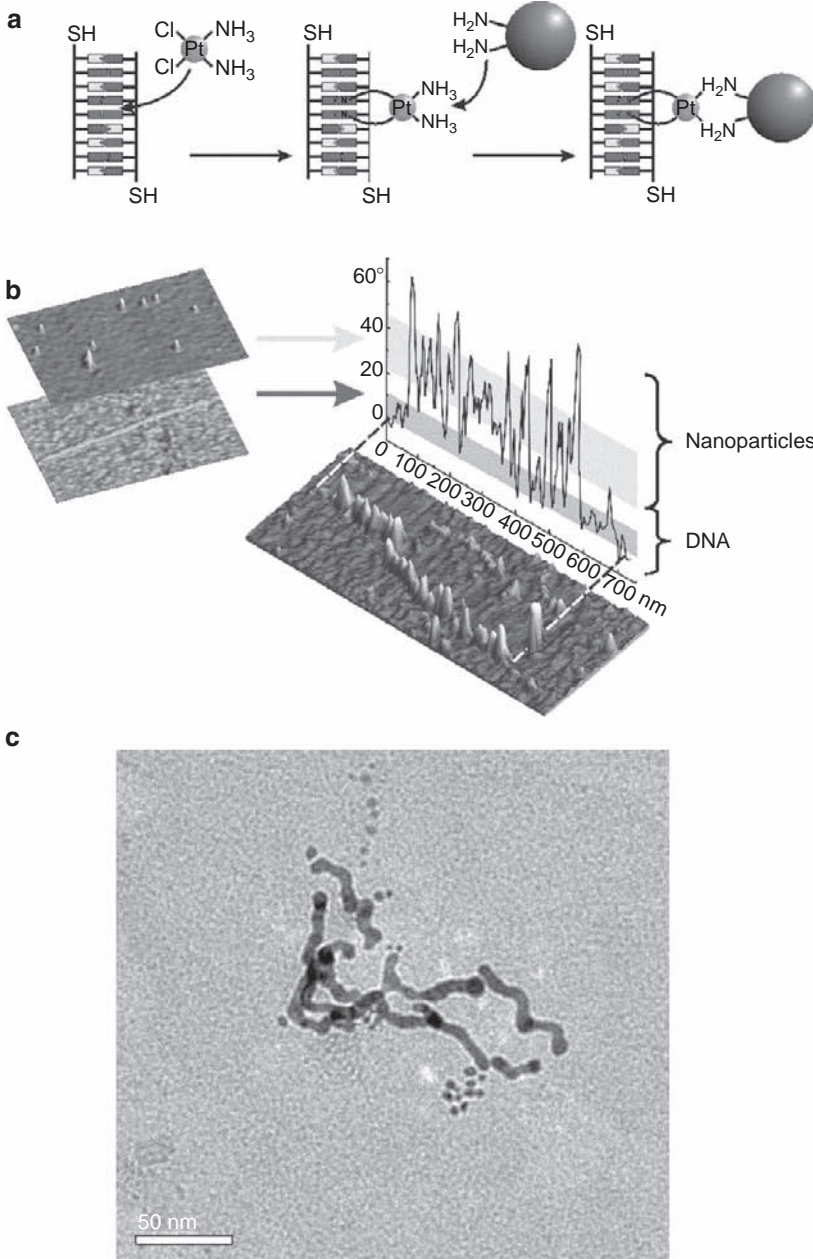 a
SH
Cl
NH3
Pt
Cl
NH3
SH
SH
N
N
Pt
NH3
NH3
SH
H2N
H2N
SH
Pt
H2N
H2N
SH
b
60°
40
20
0
0 100 200 300 400 500 600 700 nm
Nanoparticles
DNA
c
50 nm